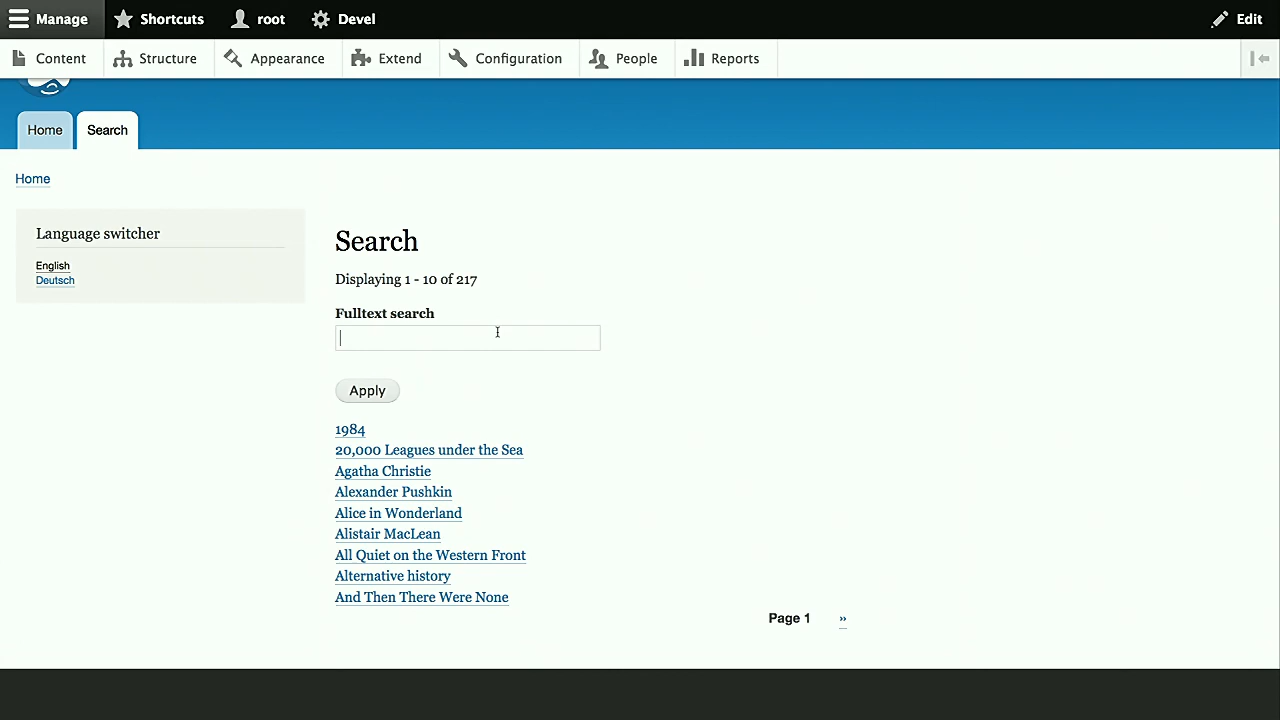 Manage Shortcuts root Devel Edit
Content Structure Appearance Extend Configuration People Reports
Home Search
Home
Language switcher
English
Deutsch
Search
Displaying 1 - 10 of 217
Fulltext search
Apply
1984
20,000 Leagues under the Sea
Agatha Christie
Alexander Pushkin
Alice in Wonderland
Alistair MacLean
All Quiet on the Western Front
Alternative history
And Then There Were None
Page 1 ››